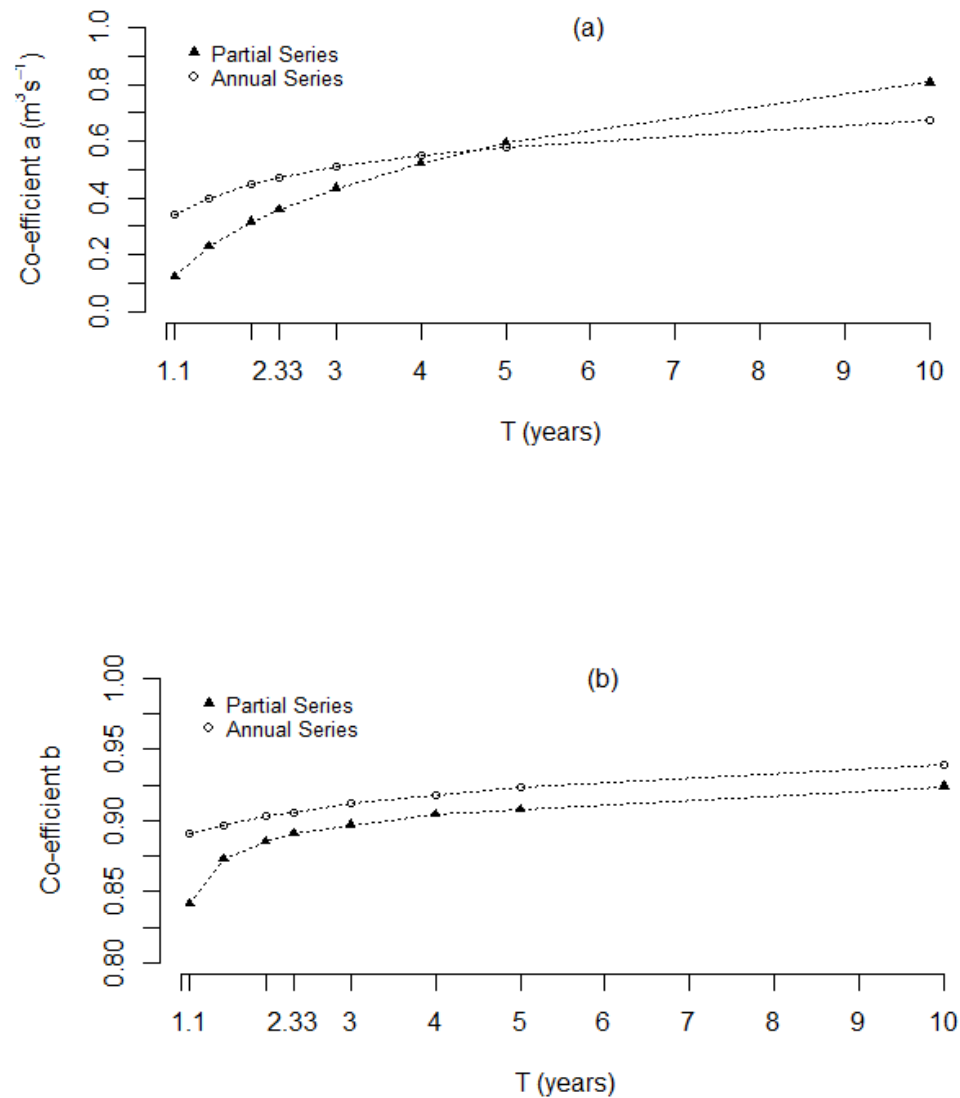 (a)
Partial Series
Annual Series
Co-efficient a (m³s⁻¹)
1.0
0.8
0.6
0.4
0.2
0.0
1.1 2.33 3 4 5 6 7 8 9 10
T (years)
(b)
Partial Series
Annual Series
Co-efficient b
1.00
0.95
0.90
0.85
0.80
1.1 2.33 3 4 5 6 7 8 9 10
T (years)